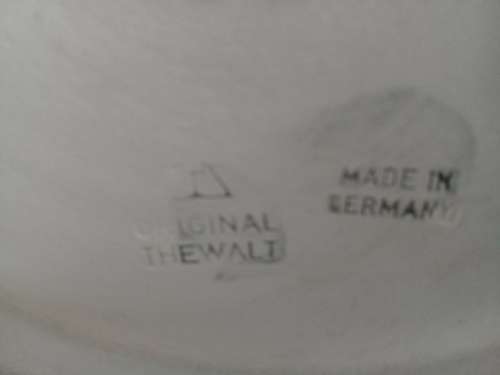 ORIGINAL
THEWALT
MADE IN
GERMANY